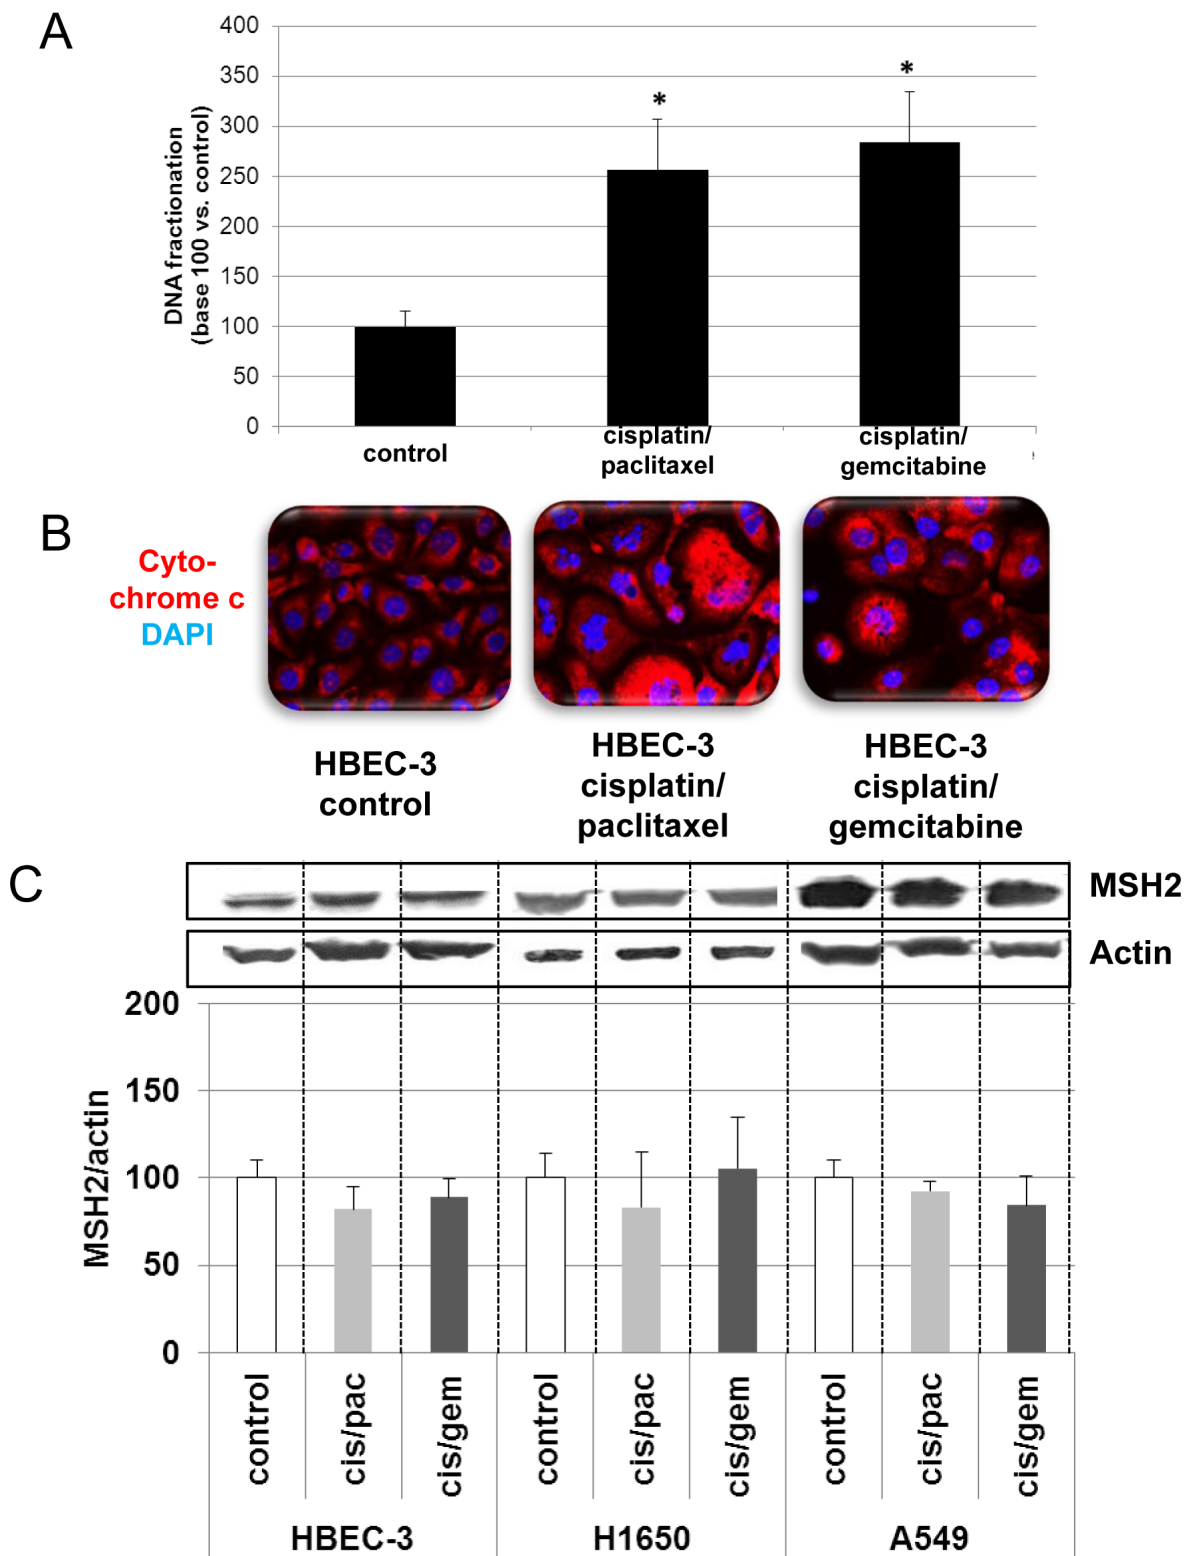 A
400
350
300
250
200
150
100
50
0
DNA fractionation
(base 100 vs. control)
*
*
control
cisplatin/
paclitaxel
cisplatin/
gemcitabine
B
Cyto-
chrome c
DAPI
HBEC-3
control
HBEC-3
cisplatin/
paclitaxel
HBEC-3
cisplatin/
gemcitabine
C
MSH2
Actin
200
150
100
50
0
MSH2/actin
control
cis/pac
cis/gem
control
cis/pac
cis/gem
control
cis/pac
cis/gem
HBEC-3
H1650
A549